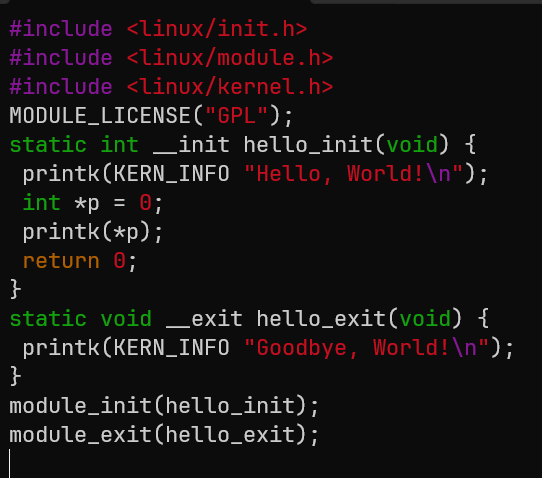 #include <linux/init.h>
#include <linux/module.h>
#include <linux/kernel.h>
MODULE_LICENSE("GPL");
static int __init hello_init(void) {
 printk(KERN_INFO "Hello, World!\n");
 int *p = 0;
 printk(*p);
 return 0;
}
static void __exit hello_exit(void) {
 printk(KERN_INFO "Goodbye, World!\n");
}
module_init(hello_init);
module_exit(hello_exit);